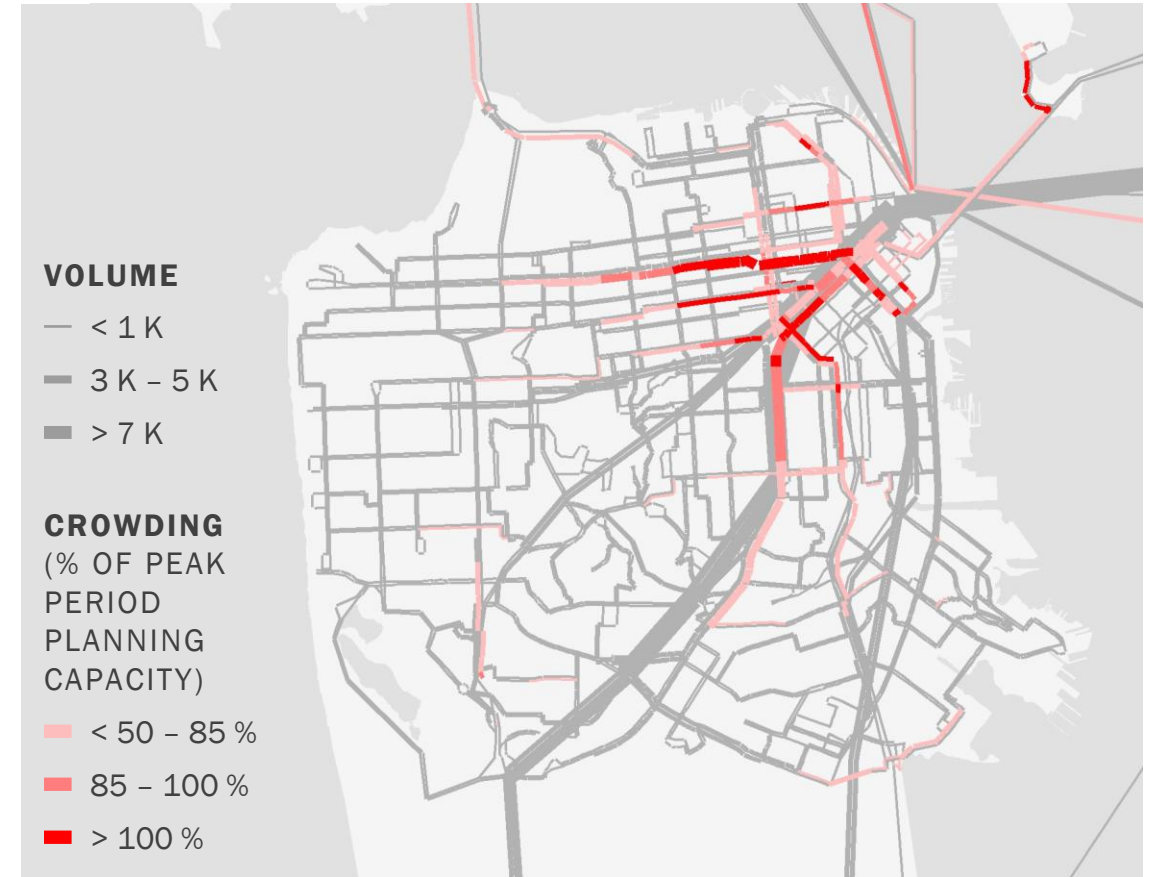 VOLUME
< 1 K
3 K – 5 K
> 7 K
CROWDING
(% OF PEAK
PERIOD
PLANNING
CAPACITY)
< 50 – 85 %
85 – 100 %
> 100 %